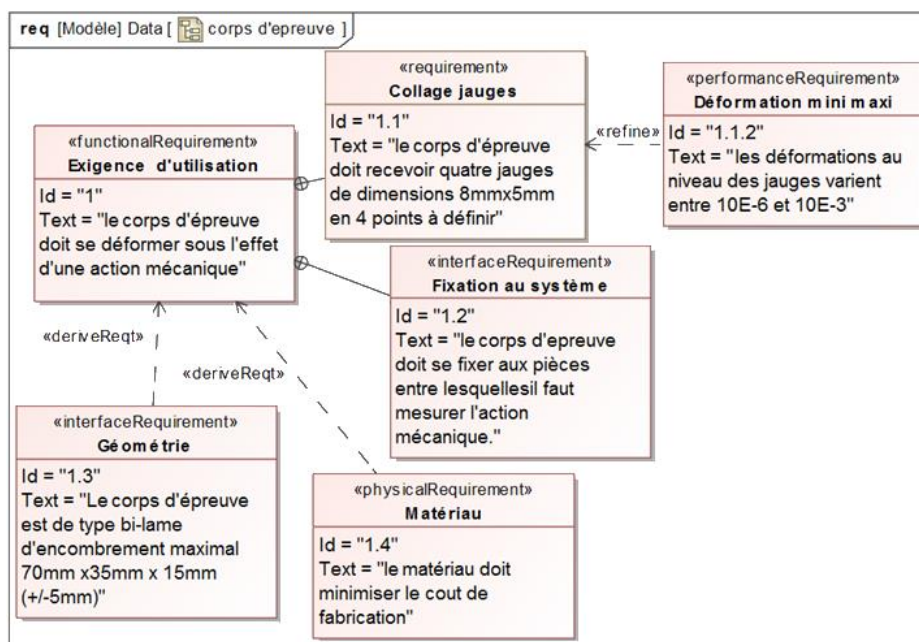 req [Modèle] Data [ corps d'epreuve ]
«requirement»
Collage jauges
Id = "1.1"
Text = "le corps d'épreuve
doit recevoir quatre jauges
de dimensions 8mmx5mm
en 4 points à définir"
«performanceRequirement»
Déformation mini maxi
Id = "1.1.2"
Text = "les déformations au
niveau des jauges varient
entre 10E-6 et 10E-3"
«refine»
«functionalRequirement»
Exigence d'utilisation
Id = "1"
Text = "le corps d'épreuve
doit se déformer sous l'effet
d'une action mécanique"
«interfaceRequirement»
Fixation au système
Id = "1.2"
Text = "le corps d'epreuve
doit se fixer aux pièces
entre lesquellesil faut
mesurer l'action
mécanique."
«deriveReqt»
«deriveReqt»
«interfaceRequirement»
Géométrie
Id = "1.3"
Text = "Le corps d'épreuve
est de type bi-lame
d'encombrement maximal
70mm x35mm x 15mm
(+/-5mm)"
«physicalRequirement»
Matériau
Id = "1.4"
Text = "le matériau doit
minimiser le cout de
fabrication"